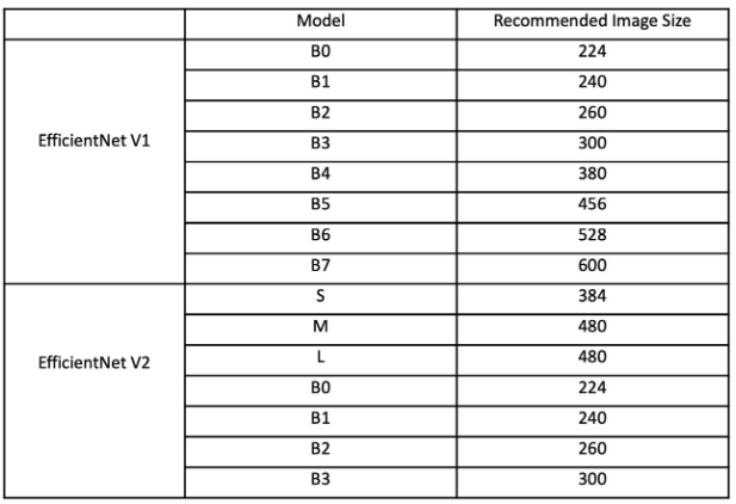 Model Recommended Image Size
EfficientNet V1
B0 224
B1 240
B2 260
B3 300
B4 380
B5 456
B6 528
B7 600
EfficientNet V2
S 384
M 480
L 480
B0 224
B1 240
B2 260
B3 300